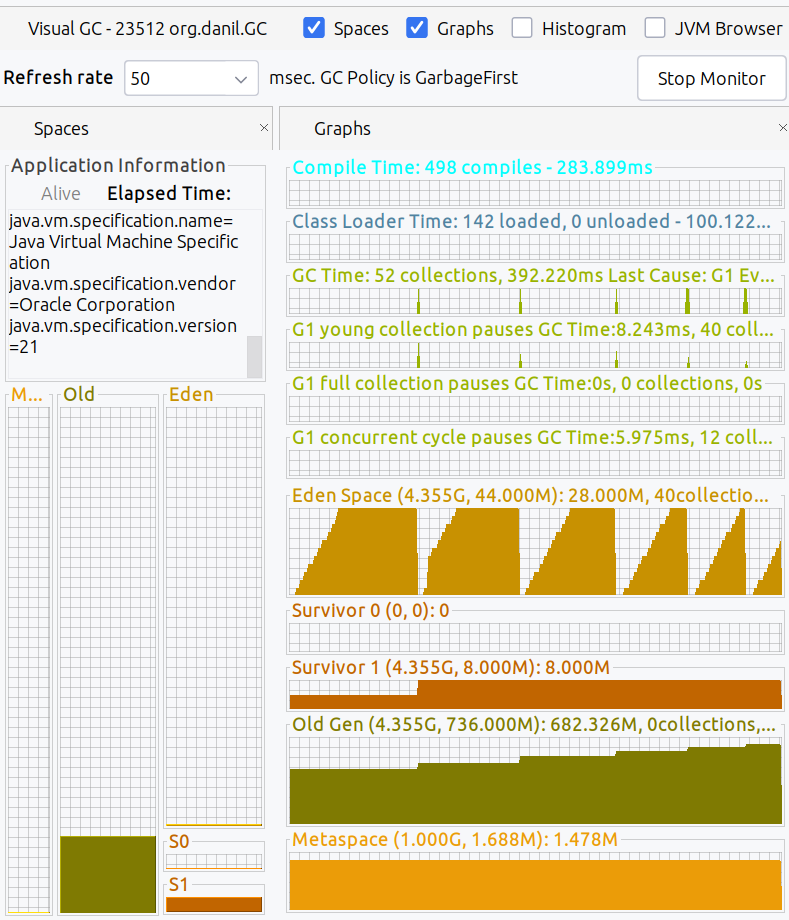 Visual GC - 23512 org.danil.GC Spaces Graphs Histogram JVM Browser
Refresh rate 50 msec. GC Policy is GarbageFirst Stop Monitor
Spaces
Graphs
Application Information
Alive Elapsed Time:
java.vm.specification.name=
Java Virtual Machine Specific
ation
java.vm.specification.vendor
=Oracle Corporation
java.vm.specification.version
=21
M...
Old
Eden
S0
S1
Compile Time: 498 compiles - 283.899ms
Class Loader Time: 142 loaded, 0 unloaded - 100.122...
GC Time: 52 collections, 392.220ms Last Cause: G1 Ev...
G1 young collection pauses GC Time:8.243ms, 40 coll...
G1 full collection pauses GC Time:0s, 0 collections, 0s
G1 concurrent cycle pauses GC Time:5.975ms, 12 coll...
Eden Space (4.355G, 44.000M): 28.000M, 40collectio...
Survivor 0 (0, 0): 0
Survivor 1 (4.355G, 8.000M): 8.000M
Old Gen (4.355G, 736.000M): 682.326M, 0collections,...
Metaspace (1.000G, 1.688M): 1.478M